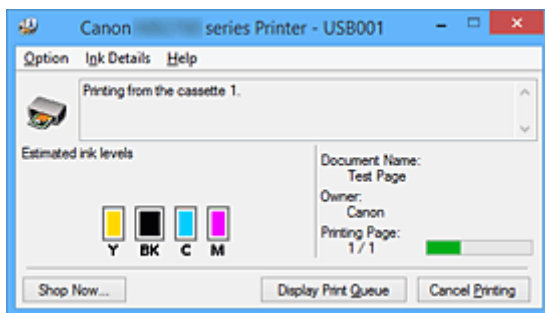 Canon series Printer - USB001
Option Ink Details Help
Printing from the cassette 1.
Estimated ink levels
Document Name:
Test Page
Owner:
Canon
Printing Page:
1 / 1
Y BK C M
Shop Now... Display Print Queue Cancel Printing